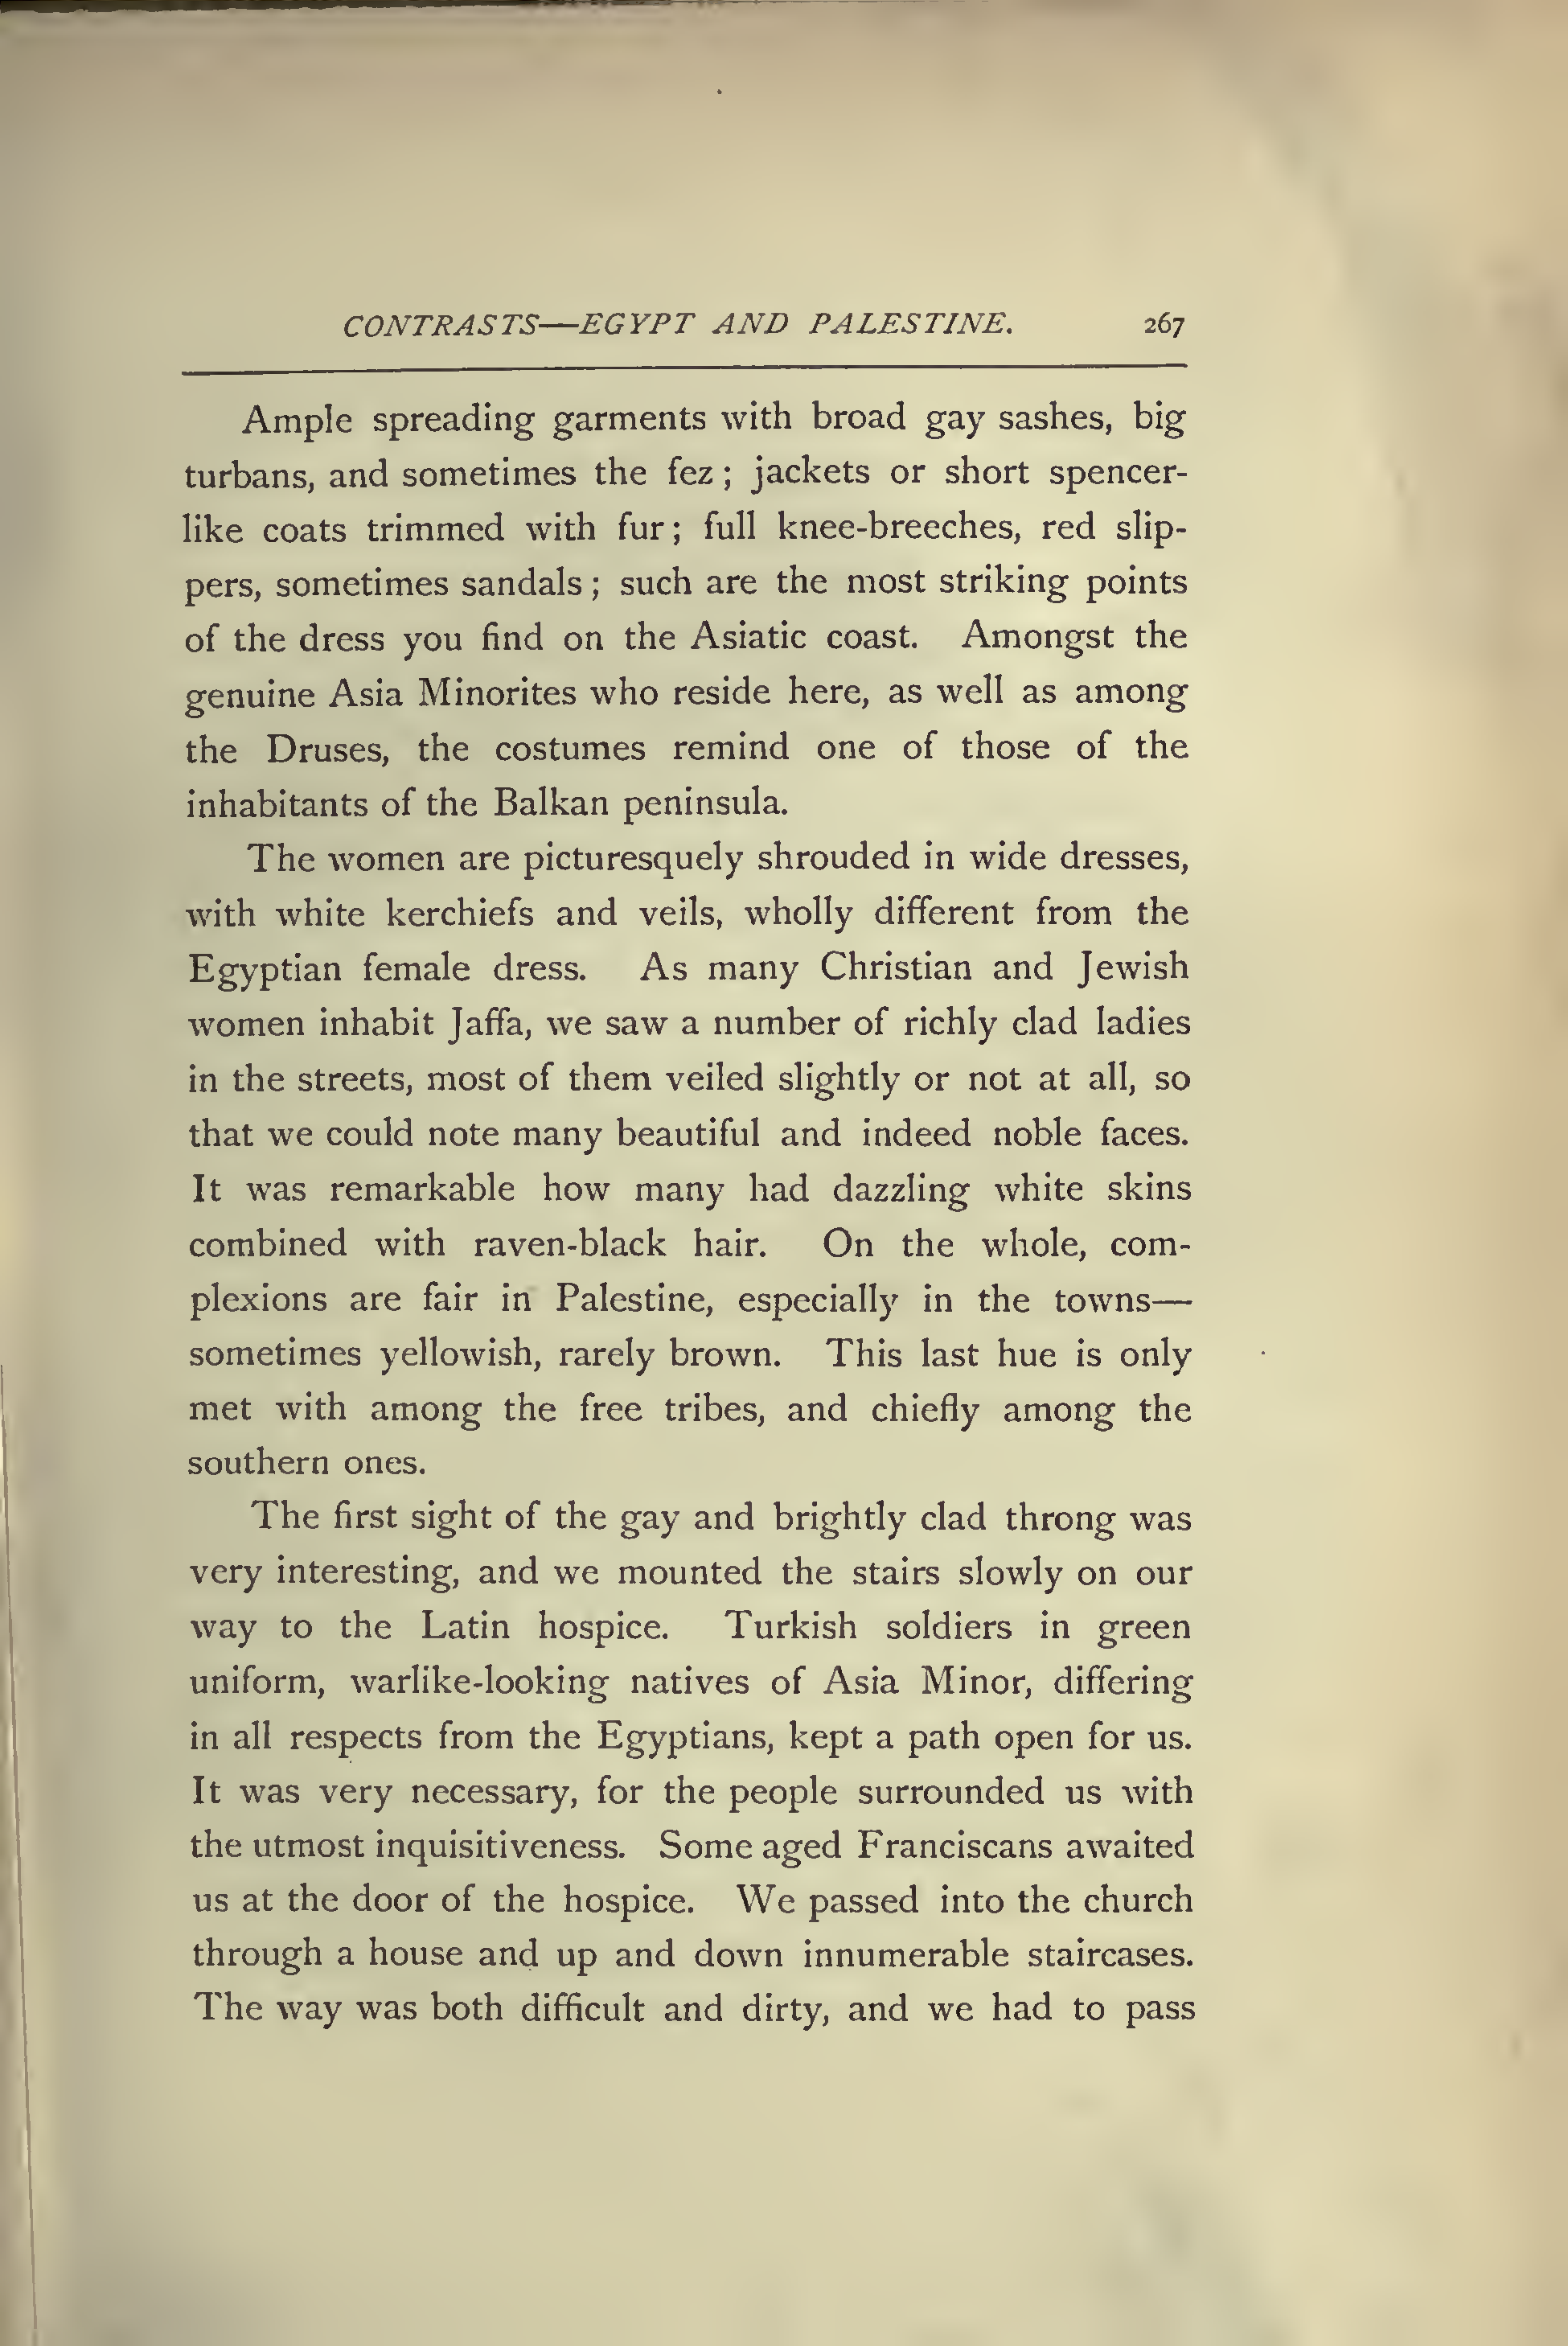 CONTRASTS—EGYPT AND PALESTINE. 267
Ample spreading garments with broad gay sashes, big
turbans, and sometimes the fez ; jackets or short spencer-
like coats trimmed with fur ; full knee-breeches, red slip-
pers, sometimes sandals ; such are the most striking points
of the dress you find on the Asiatic coast. Amongst the
genuine Asia Minorites who reside here, as well as among
the Druses, the costumes remind one of those of the
inhabitants of the Balkan peninsula.
The women are picturesquely shrouded in wide dresses,
with white kerchiefs and veils, wholly different from the
Egyptian female dress. As many Christian and Jewish
women inhabit Jaffa, we saw a number of richly clad ladies
in the streets, most of them veiled slightly or not at all, so
that we could note many beautiful and indeed noble faces.
It was remarkable how many had dazzling white skins
combined with raven-black hair. On the whole, com-
plexions are fair in Palestine, especially in the towns—
sometimes yellowish, rarely brown. This last hue is only
met with among the free tribes, and chiefly among the
southern ones.
The first sight of the gay and brightly clad throng was
very interesting, and we mounted the stairs slowly on our
way to the Latin hospice. Turkish soldiers in green
uniform, warlike-looking natives of Asia Minor, differing
in all respects from the Egyptians, kept a path open for us.
It was very necessary, for the people surrounded us with
the utmost inquisitiveness. Some aged Franciscans awaited
us at the door of the hospice. We passed into the church
through a house and up and down innumerable staircases.
The way was both difficult and dirty, and we had to pass